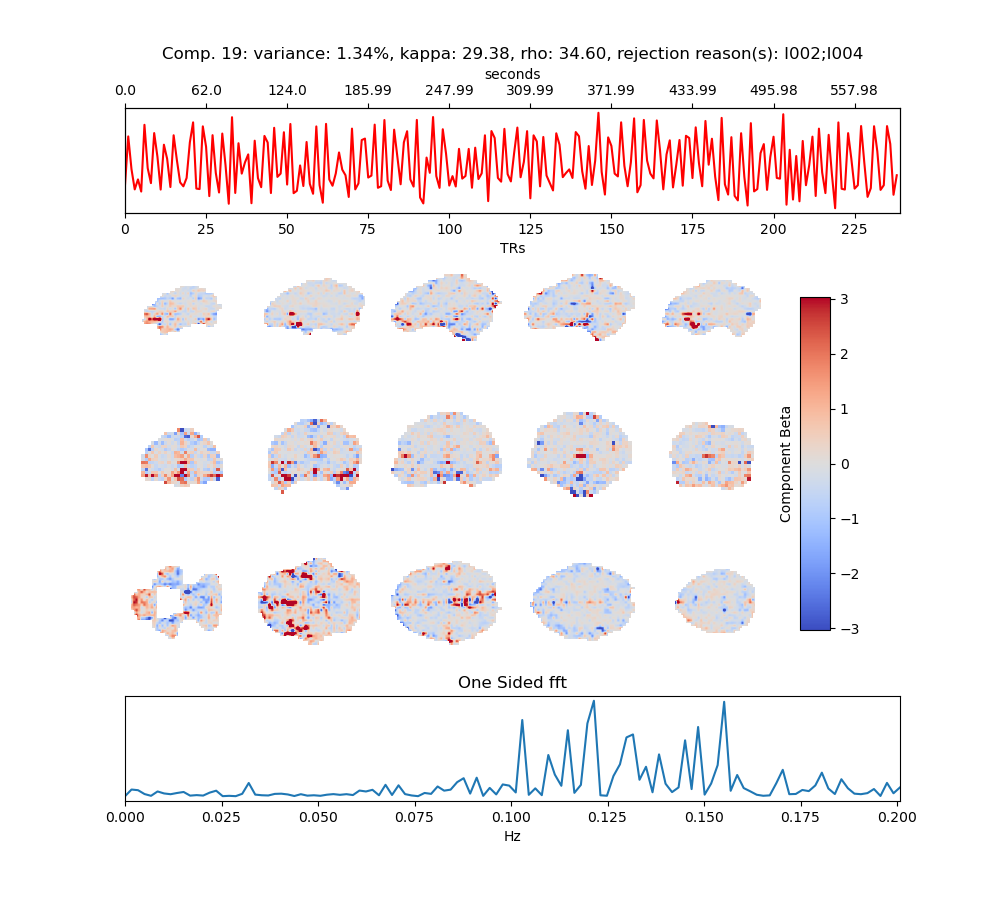 Comp. 19: variance: 1.34%, kappa: 29.38, rho: 34.60, rejection reason(s): I002;I004
seconds
0.0 62.0 124.0 185.99 247.99 309.99 371.99 433.99 495.98 557.98
0 25 50 75 100 125 150 175 200 225
TRs
3
2
1
0
−1
−2
−3
Component Beta
One Sided fft
0.000 0.025 0.050 0.075 0.100 0.125 0.150 0.175 0.200
Hz